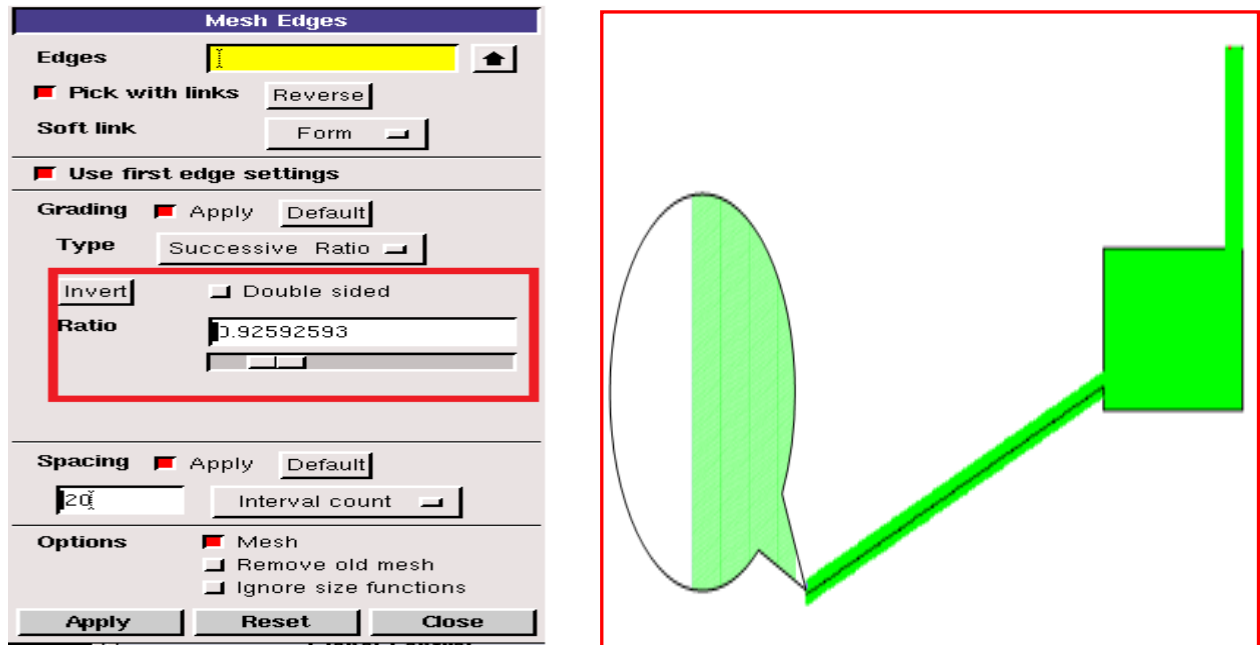 Mesh Edges
Edges
Pick with links Reverse
Soft link Form
Use first edge settings
Grading Apply Default
Type Successive Ratio
Invert Double sided
Ratio 0.92592593
Spacing Apply Default
20 Interval count
Options Mesh
Remove old mesh
Ignore size functions
Apply Reset Close